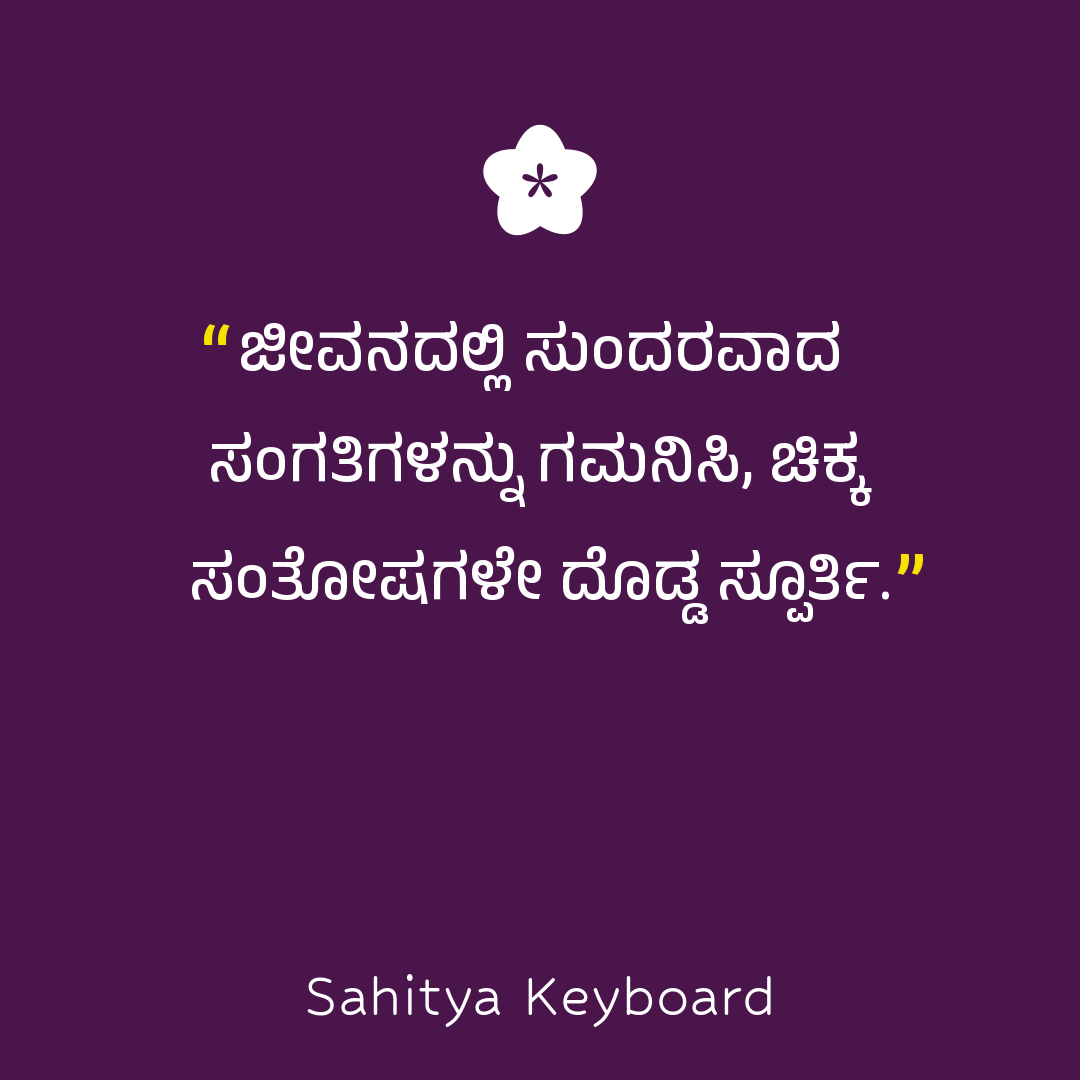 “ಜೀವನದಲ್ಲಿ ಸುಂದರವಾದ
ಸಂಗತಿಗಳನ್ನು ಗಮನಿಸಿ, ಚಿಕ್ಕ
ಸಂತೋಷಗಳೇ ದೊಡ್ಡ ಸ್ಪೂರ್ತಿ.”
Sahitya Keyboard